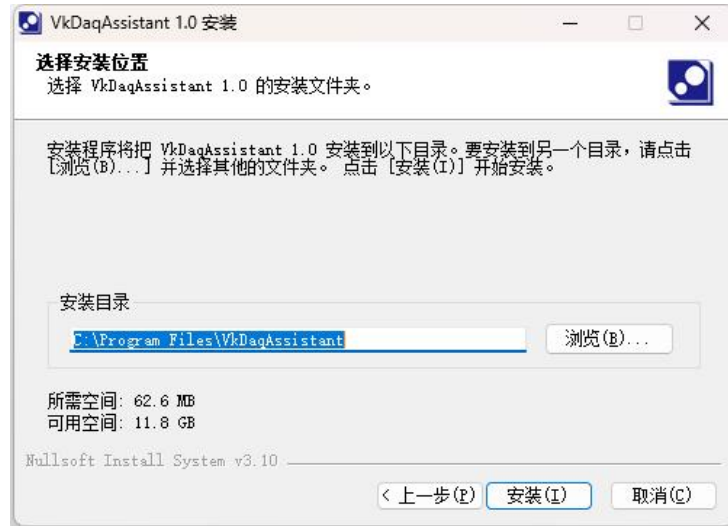 VkDaqAssistant 1.0 安装
选择安装位置
选择 VkDaqAssistant 1.0 的安装文件夹。
安装程序将把 VkDaqAssistant 1.0 安装到以下目录。要安装到另一个目录，请点击
[浏览(B)...] 并选择其他的文件夹。 点击 [安装(I)] 开始安装。
安装目录
C:\Program Files\VkDaqAssistant
浏览(B)...
所需空间: 62.6 MB
可用空间: 11.8 GB
Nullsoft Install System v3.10
< 上一步(P) 安装(I) 取消(C)